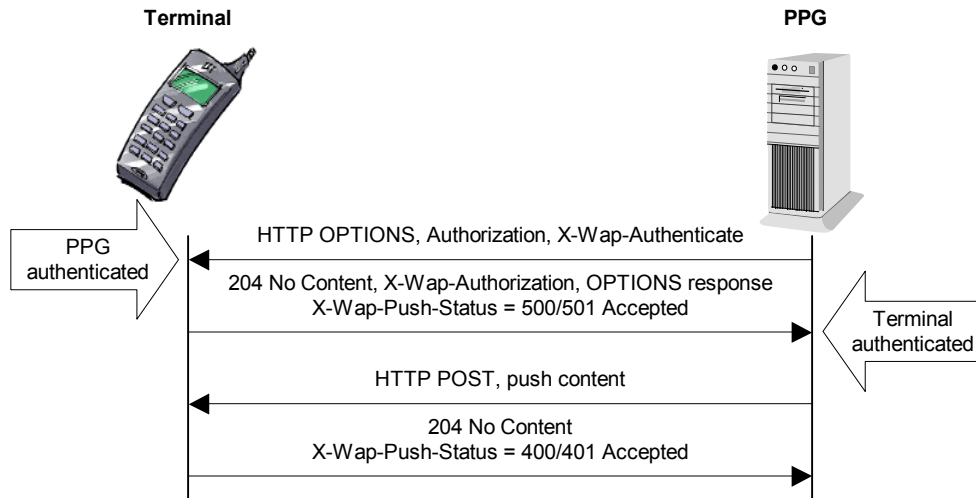 Terminal
PPG
HTTP OPTIONS, Authorization, X-Wap-Authenticate
PPG
authenticated
204 No Content, X-Wap-Authorization, OPTIONS response
X-Wap-Push-Status = 500/501 Accepted
Terminal
authenticated
HTTP POST, push content
204 No Content
X-Wap-Push-Status = 400/401 Accepted